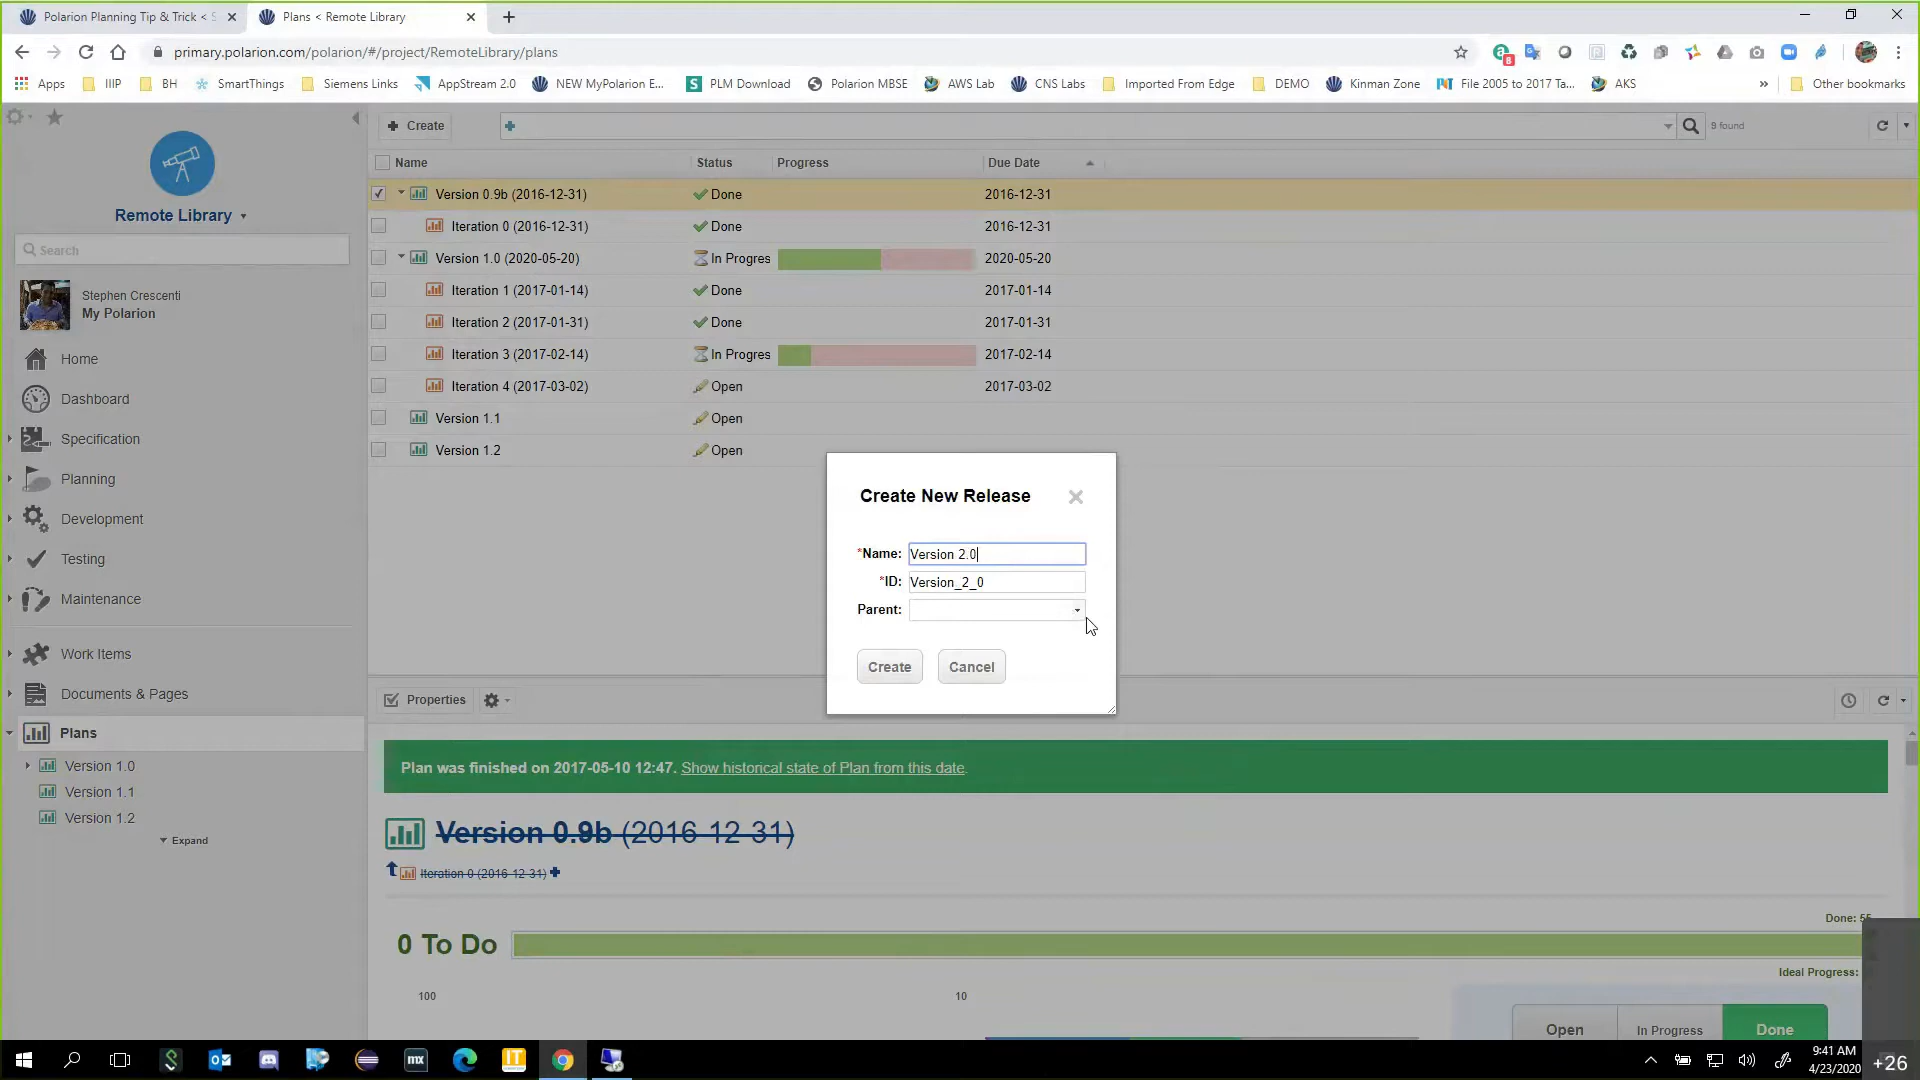 Polarion Planning Tip & Trick < S
Plans < Remote Library
primary.polarion.com/polarion/#/project/RemoteLibrary/plans
Apps
IIIP
BH
SmartThings
Siemens Links
AppStream 2.0
NEW MyPolarion E...
S
PLM Download
Polarion MBSE
AWS Lab
CNS Labs
Imported From Edge
DEMO
Kinman Zone
File 2005 to 2017 Ta...
AKS
»
Other bookmarks
Remote Library
Search
Stephen Crescenti
My Polarion
Home
Dashboard
Specification
Planning
Development
Testing
Maintenance
Work Items
Documents & Pages
Plans
Version 1.0
Version 1.1
Version 1.2
Expand
Create
9 found
Name Status Progress Due Date
Version 0.9b (2016-12-31) Done 2016-12-31
Iteration 0 (2016-12-31) Done 2016-12-31
Version 1.0 (2020-05-20) In Progres 2020-05-20
Iteration 1 (2017-01-14) Done 2017-01-14
Iteration 2 (2017-01-31) Done 2017-01-31
Iteration 3 (2017-02-14) In Progres 2017-02-14
Iteration 4 (2017-03-02) Open 2017-03-02
Version 1.1 Open
Version 1.2 Open
Create New Release
*Name: Version 2.0
*ID: Version_2_0
Parent:
Create Cancel
Properties
Plan was finished on 2017-05-10 12:47. Show historical state of Plan from this date.
Version 0.9b (2016-12-31)
Iteration 0 (2016-12-31)
Done: 55
0 To Do
Ideal Progress:
100 10
Open In Progress Done
mx
IT
9:41 AM
4/23/2020
+26